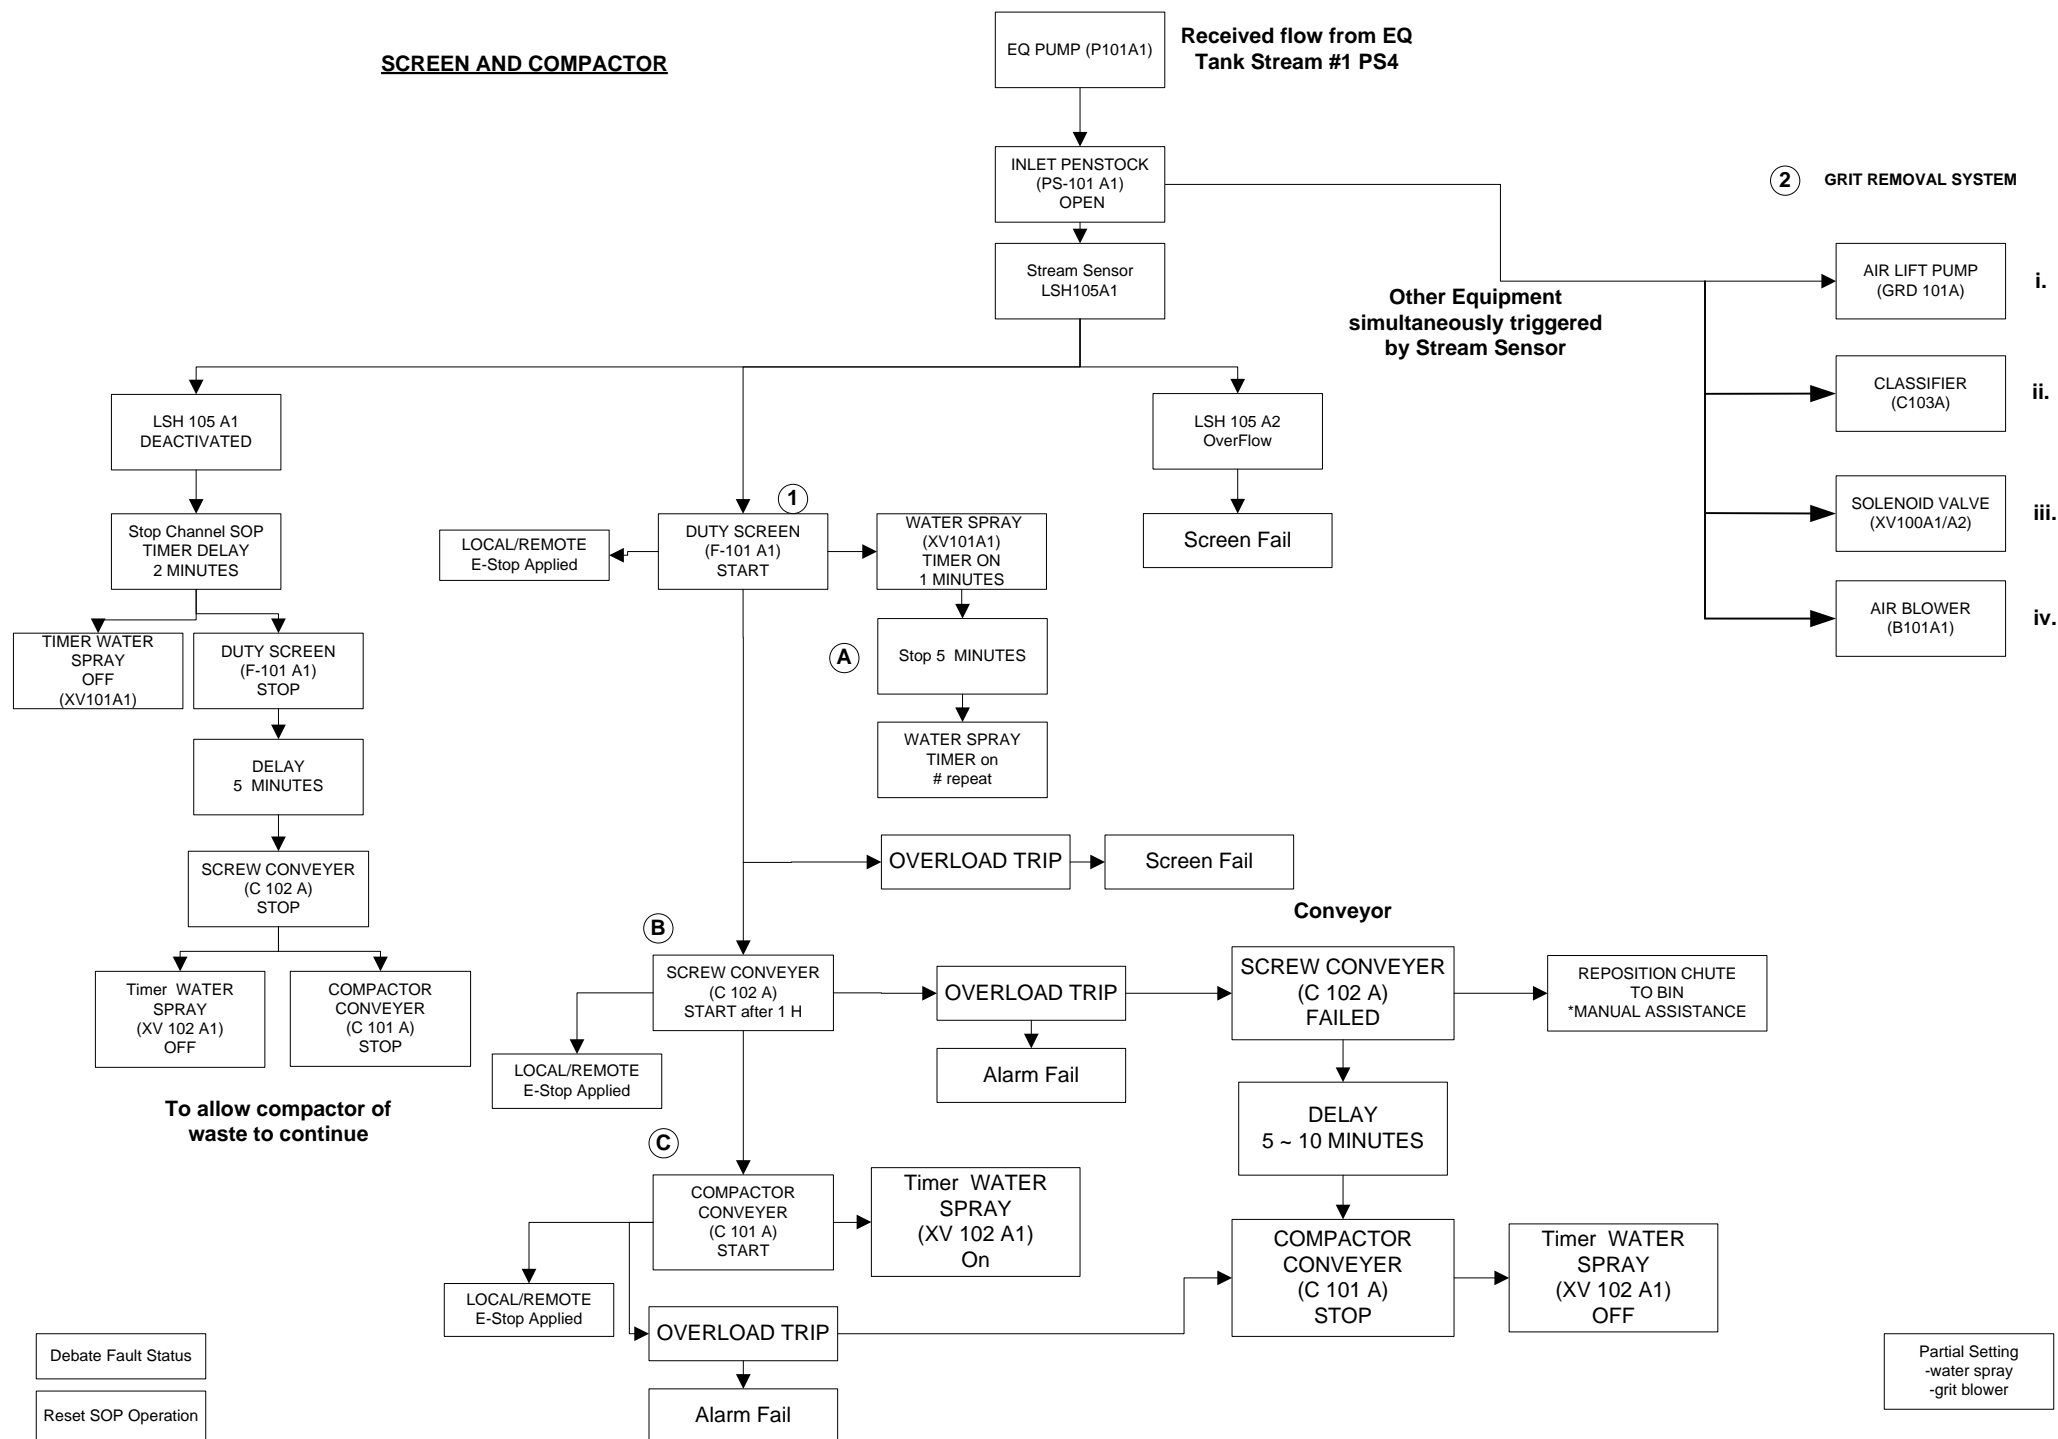 SCREEN AND COMPACTOR
EQ PUMP (P101A1)
Received flow from EQ
Tank Stream #1 PS4
INLET PENSTOCK
(PS-101 A1)
OPEN
2
GRIT REMOVAL SYSTEM
Stream Sensor
LSH105A1
Other Equipment
simultaneously triggered
by Stream Sensor
AIR LIFT PUMP
(GRD 101A)
i.
CLASSIFIER
(C103A)
ii.
SOLENOID VALVE
(XV100A1/A2)
iii.
AIR BLOWER
(B101A1)
iv.
LSH 105 A1
DEACTIVATED
LSH 105 A2
OverFlow
Screen Fail
Stop Channel SOP
TIMER DELAY
2 MINUTES
TIMER WATER
SPRAY
OFF
(XV101A1)
DUTY SCREEN
(F-101 A1)
STOP
DELAY
5 MINUTES
SCREW CONVEYER
(C 102 A)
STOP
Timer WATER
SPRAY
(XV 102 A1)
OFF
COMPACTOR
CONVEYER
(C 101 A)
STOP
To allow compactor of
waste to continue
1
LOCAL/REMOTE
E-Stop Applied
DUTY SCREEN
(F-101 A1)
START
WATER SPRAY
(XV101A1)
TIMER ON
1 MINUTES
A
Stop 5 MINUTES
WATER SPRAY
TIMER on
# repeat
OVERLOAD TRIP
Screen Fail
Conveyor
B
SCREW CONVEYER
(C 102 A)
START after 1 H
OVERLOAD TRIP
SCREW CONVEYER
(C 102 A)
FAILED
REPOSITION CHUTE
TO BIN
*MANUAL ASSISTANCE
LOCAL/REMOTE
E-Stop Applied
Alarm Fail
DELAY
5 ~ 10 MINUTES
C
COMPACTOR
CONVEYER
(C 101 A)
START
Timer WATER
SPRAY
(XV 102 A1)
On
COMPACTOR
CONVEYER
(C 101 A)
STOP
Timer WATER
SPRAY
(XV 102 A1)
OFF
LOCAL/REMOTE
E-Stop Applied
OVERLOAD TRIP
Alarm Fail
Debate Fault Status
Reset SOP Operation
Partial Setting
-water spray
-grit blower